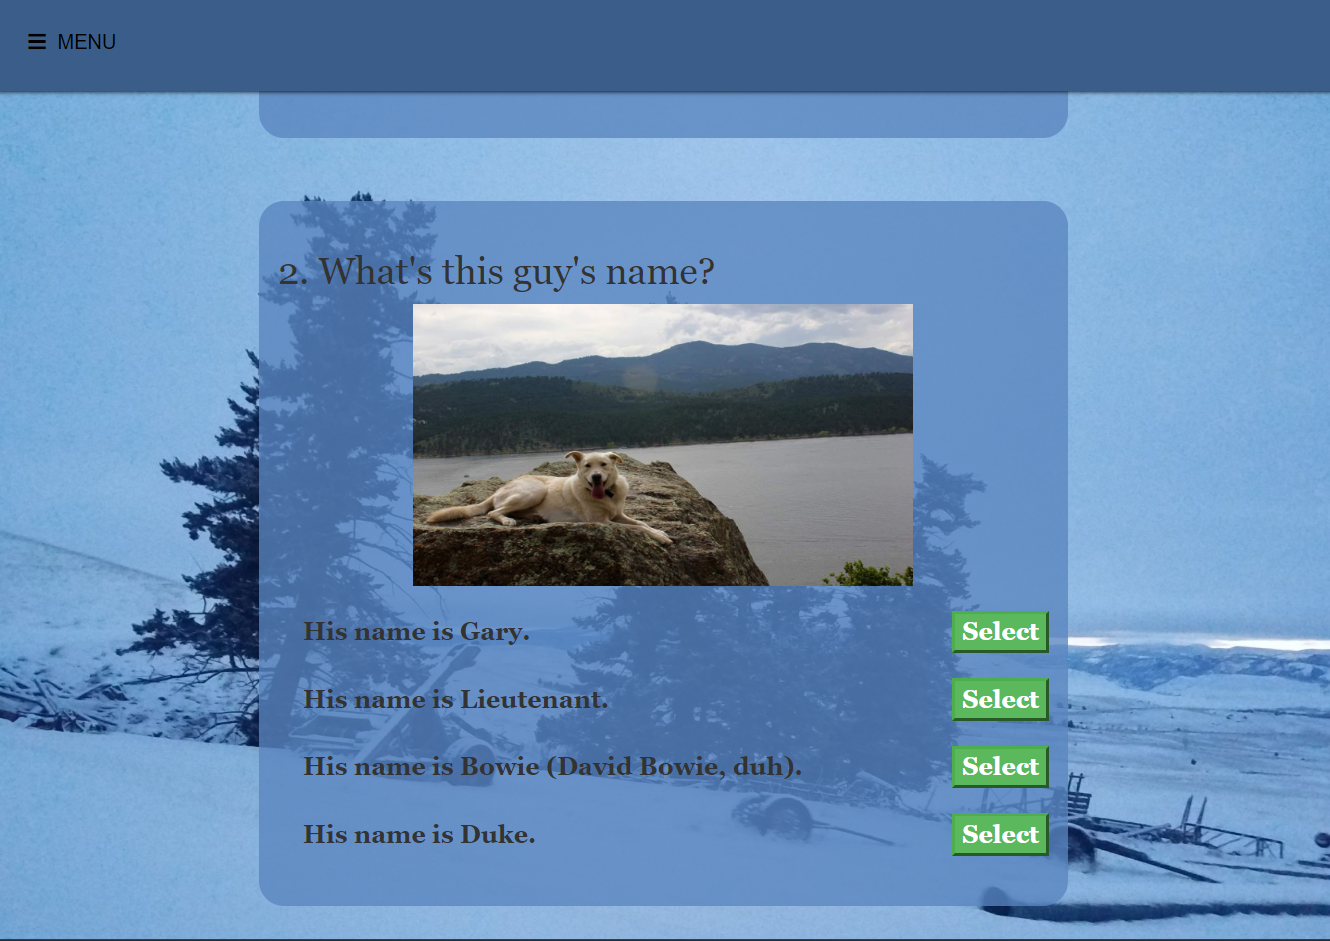 MENU
2. What's this guy's name?
His name is Gary.
Select
His name is Lieutenant.
Select
His name is Bowie (David Bowie, duh).
Select
His name is Duke.
Select